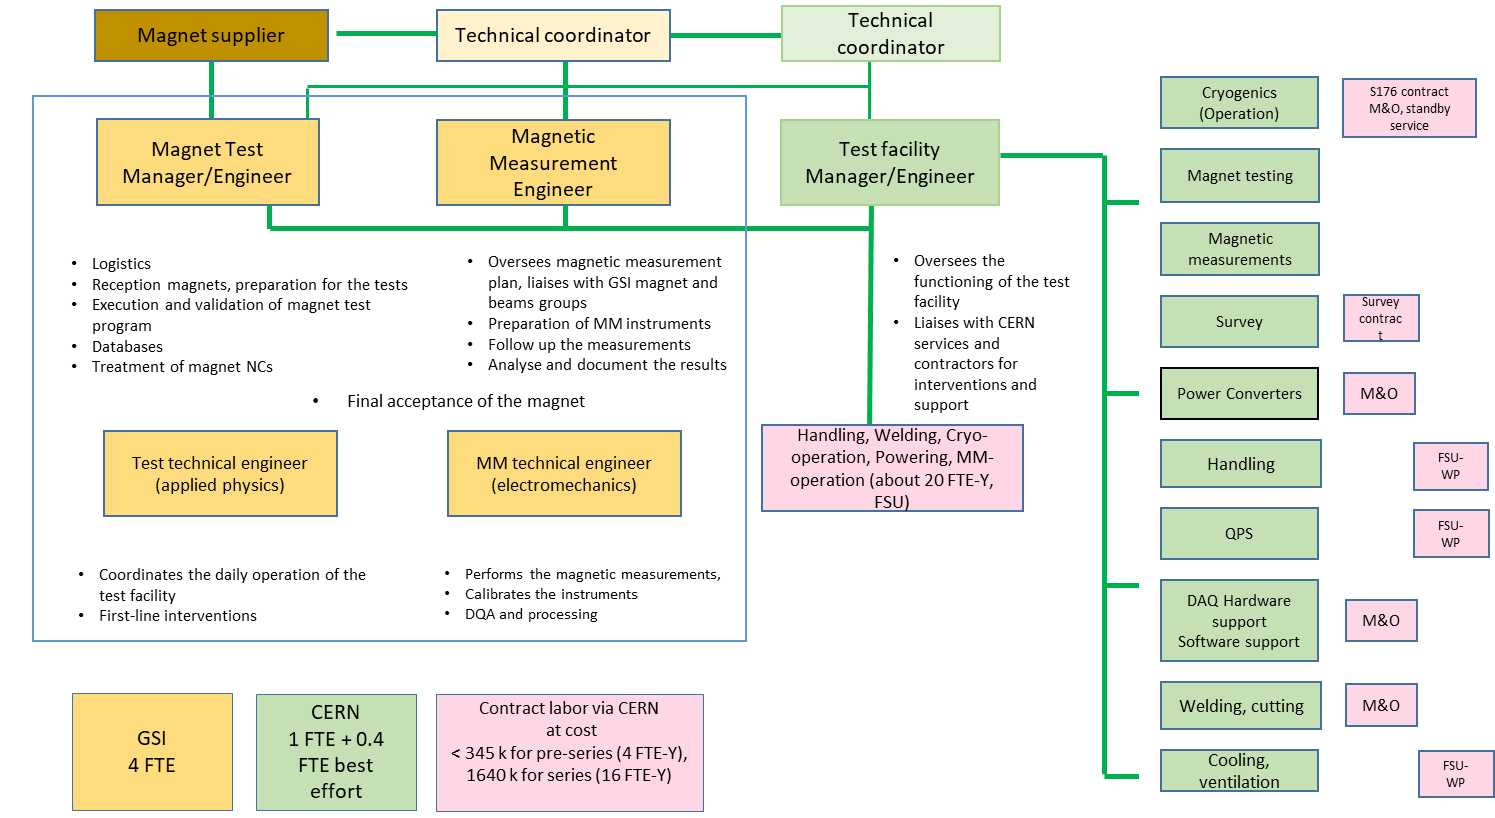 Magnet supplier
Technical coordinator
Technical
coordinator
Magnet Test
Manager/Engineer
Magnetic
Measurement
Engineer
Test facility
Manager/Engineer
• Logistics
• Reception magnets, preparation for the tests
• Execution and validation of magnet test
program
• Databases
• Treatment of magnet NCs
• Oversees magnetic measurement
plan, liaises with GSI magnet and
beams groups
• Preparation of MM instruments
• Follow up the measurements
• Analyse and document the results
• Oversees the
functioning of the test
facility
• Liaises with CERN
services and
contractors for
interventions and
support
• Final acceptance of the magnet
Test technical engineer
(applied physics)
MM technical engineer
(electromechanics)
Handling, Welding, Cryo-
operation, Powering, MM-
operation (about 20 FTE-Y,
FSU)
• Coordinates the daily operation of the
test facility
• First-line interventions
• Performs the magnetic measurements,
• Calibrates the instruments
• DQA and processing
GSI
4 FTE
CERN
1 FTE + 0.4
FTE best
effort
Contract labor via CERN
at cost
< 345 k for pre-series (4 FTE-Y),
1640 k for series (16 FTE-Y)
Cryogenics
(Operation)
S176 contract
M&O, standby
service
Magnet testing
Magnetic
measurements
Survey
Survey
contrac
t
Power Converters
M&O
Handling
FSU-
WP
QPS
FSU-
WP
DAQ Hardware
support
Software support
M&O
Welding, cutting
M&O
Cooling,
ventilation
FSU-
WP